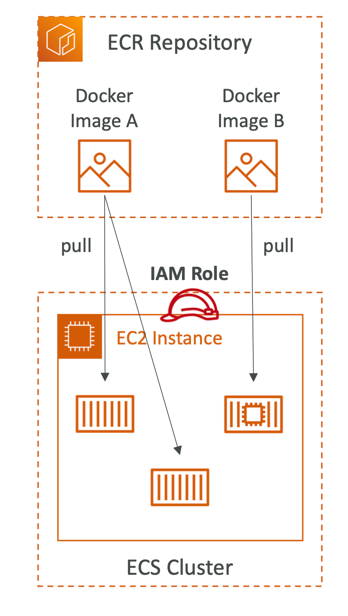 ECR Repository
Docker
Image A
Docker
Image B
pull
pull
IAM Role
EC2 Instance
ECS Cluster